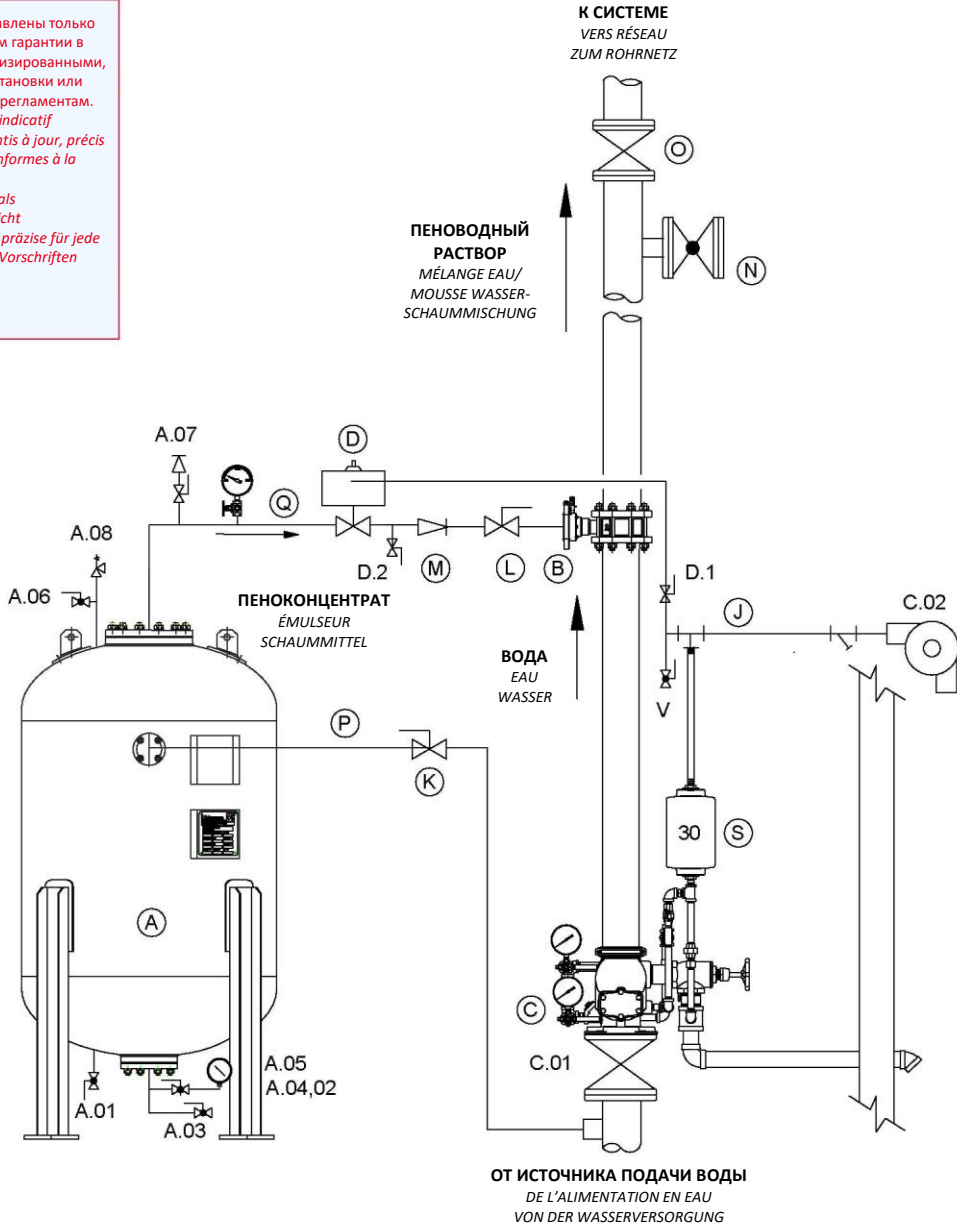 авлены только
м гарантии в
изированными,
тановки или
регламентам.
indicatif
ntis à jour, précis
nformes à la
als
icht
präzise für jede
Vorschriften
К СИСТЕМЕ
VERS RÉSEAU
ZUM ROHRNETZ
O
ПЕНОВОДНЫЙ
РАСТВОР
MÉLANGE EAU/
MOUSSE WASSER-
SCHAUMMISCHUNG
N
A.07
D
Q
A.08
D.2
M
L
B
D.1
J
C.02
A.06
ПЕНОКОНЦЕНТРАТ
ÉMULSEUR
SCHAUMMITTEL
ВОДА
EAU
WASSER
V
P
K
30
S
A
C
C.01
A.05
A.04,02
A.01
A.03
ОТ ИСТОЧНИКА ПОДАЧИ ВОДЫ
DE L'ALIMENTATION EN EAU
VON DER WASSERVERSORGUNG